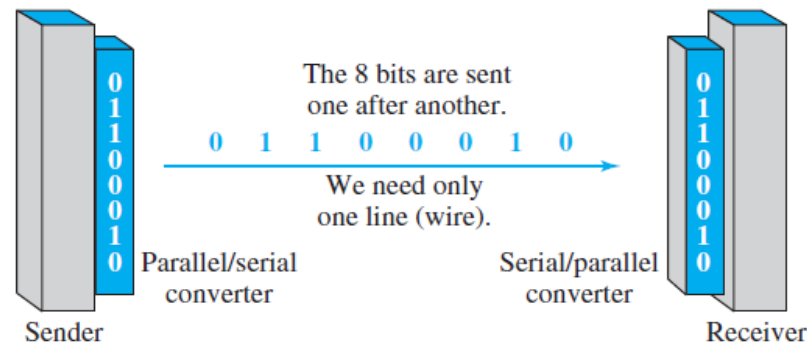 0
1
1
0
0
0
1
0
The 8 bits are sent
one after another.
0 1 1 0 0 0 1 0
We need only
one line (wire).
Parallel/serial
converter
Sender
0
1
1
0
0
0
1
0
Serial/parallel
converter
Receiver